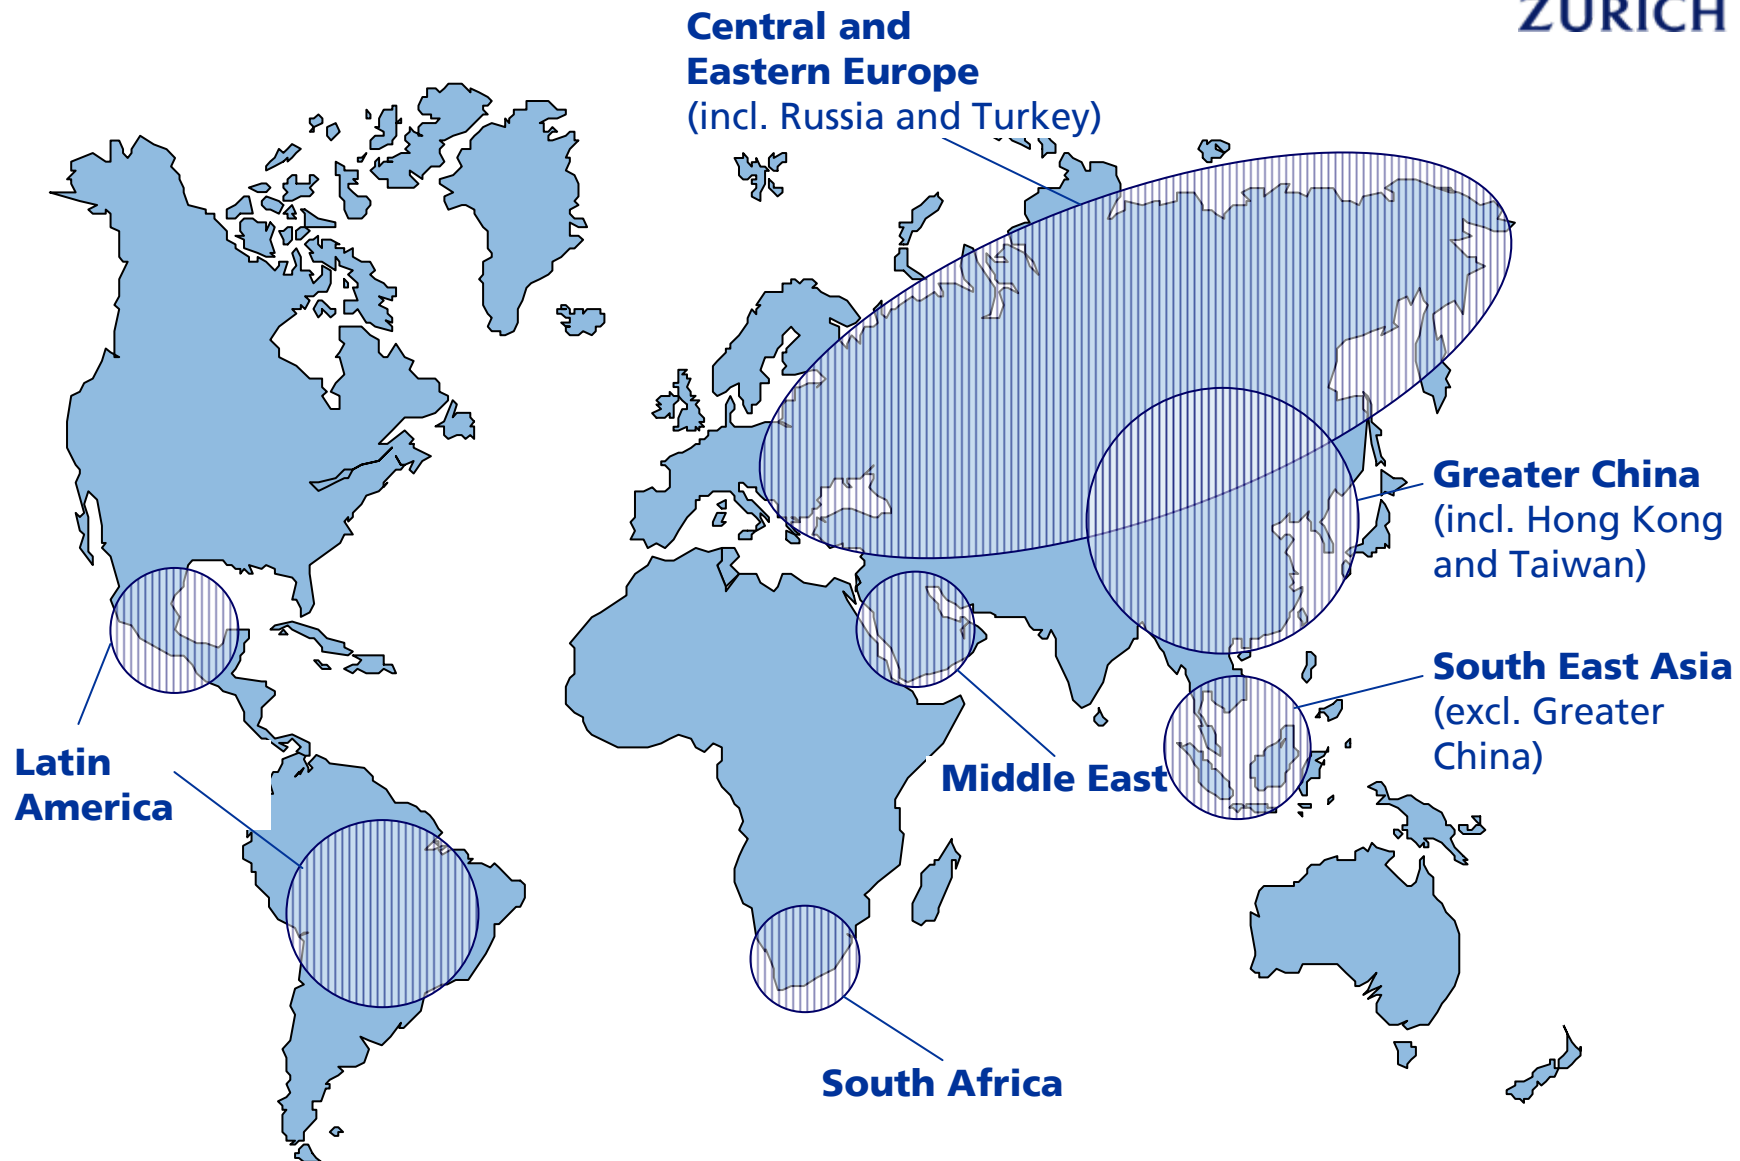 ZURICH
Central and
Eastern Europe
(incl. Russia and Turkey)
Greater China
(incl. Hong Kong
and Taiwan)
South East Asia
(excl. Greater
China)
Latin
America
Middle East
South Africa